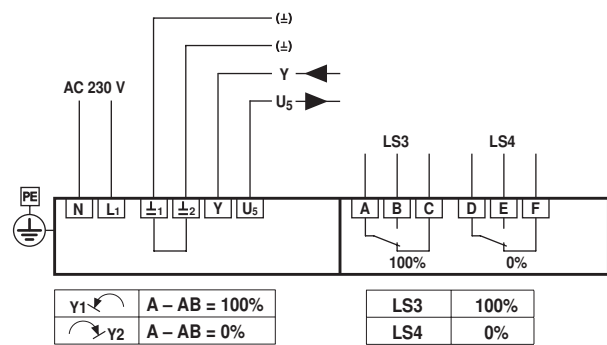 (⊥)
(⊥)
Y
U5
AC 230 V
LS3 LS4
PE
N L1 ⊥1 ⊥2 Y U5 A B C D E F
100% 0%
Y1 A – AB = 100%
Y2 A – AB = 0%
LS3 100%
LS4 0%